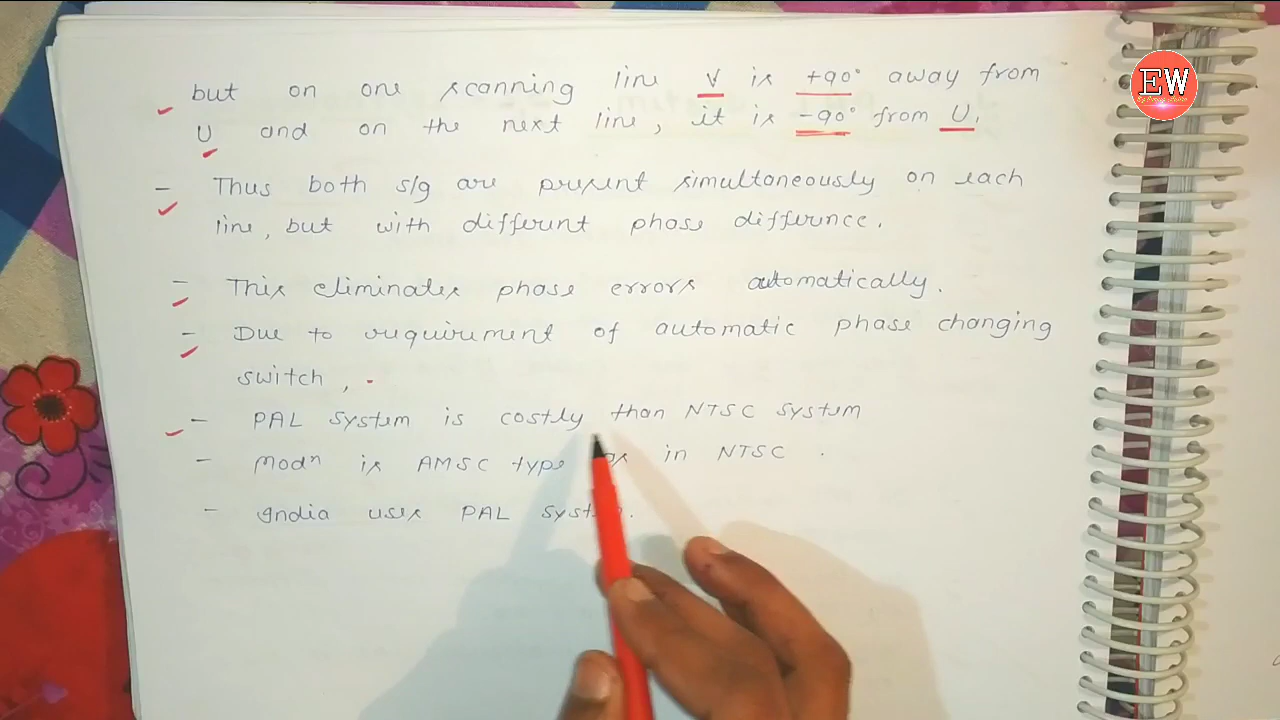 but on one scanning line V is +90° away from
U and on the next line, it is -90° from U.
- Thus both s/g are present simultaneously on each
line, but with different phase differnce.
- This eliminates phase errors automatically.
- Due to requirement of automatic phase changing
switch,
- PAL system is costly than NTSC system
- Modⁿ is AMSC type as in NTSC.
- India uses PAL system.
EW